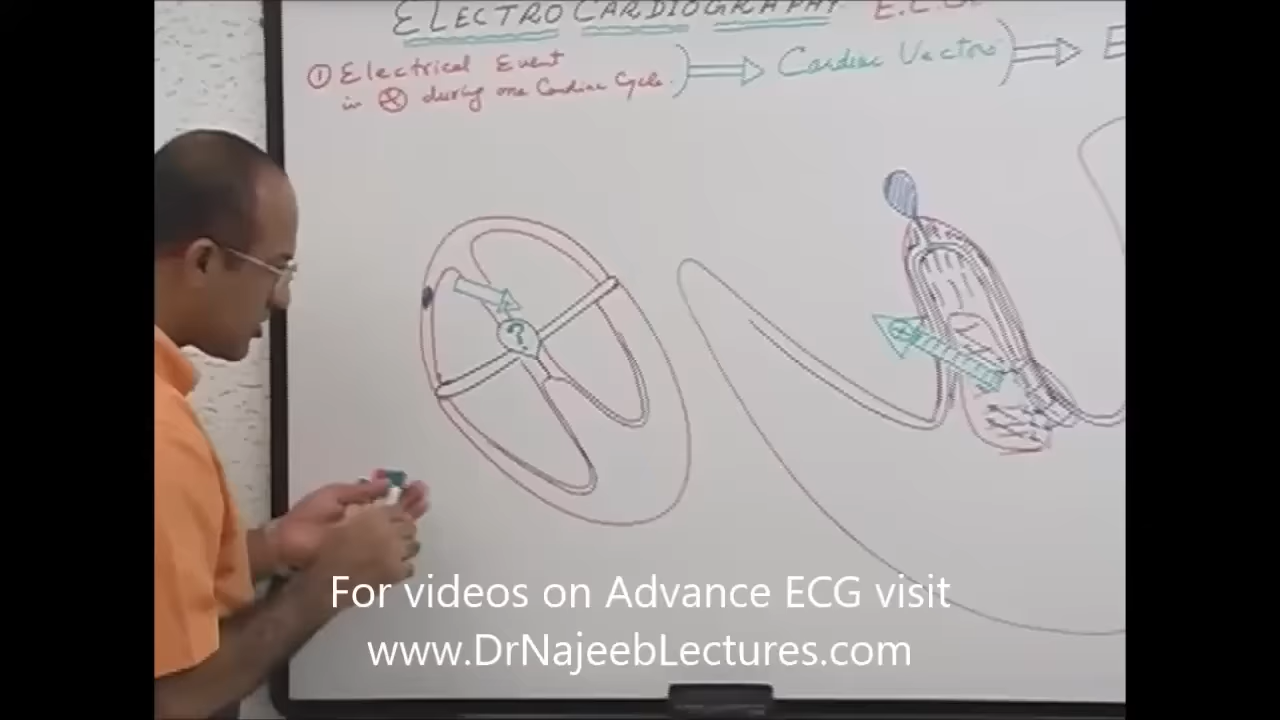 ELECTROCARDIOGRAPHY E.C.G.
① Electrical Event
in during one Cardiac Cycle.
Cardiac Vectors
E
?
For videos on Advance ECG visit
www.DrNajeebLectures.com